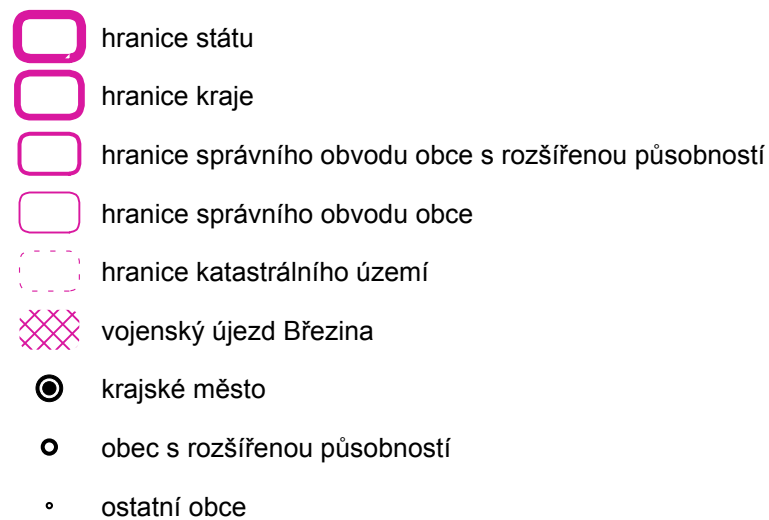 hranice státu
hranice kraje
hranice správního obvodu obce s rozšířenou působností
hranice správního obvodu obce
hranice katastrálního území
vojenský újezd Březina
krajské město
obec s rozšířenou působností
ostatní obce